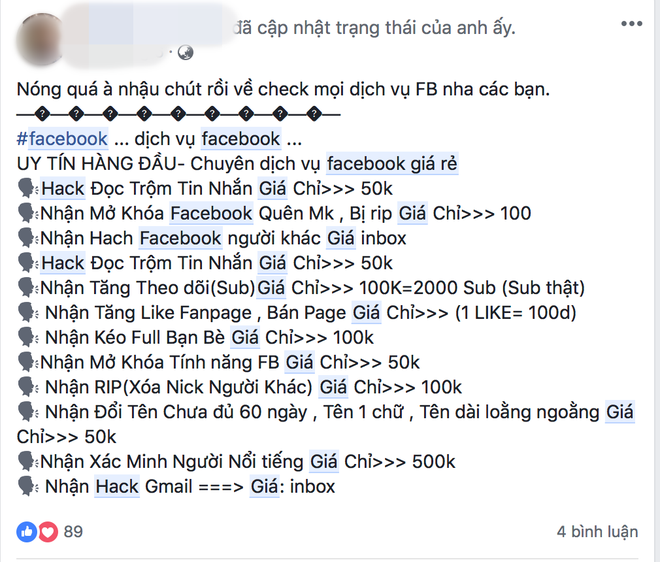 đã cập nhật trạng thái của anh ấy.
Nóng quá à nhậu chút rồi về check mọi dịch vụ FB nha các bạn.
—�—�—�—�—�—�—�—�—�—
#facebook ... dịch vụ facebook ...
UY TÍN HÀNG ĐẦU- Chuyên dịch vụ facebook giá rẻ
🗣Hack Đọc Trộm Tin Nhắn Giá Chỉ>>> 50k
🗣Nhận Mở Khóa Facebook Quên Mk , Bị rip Giá Chỉ>>> 100
🗣Nhận Hach Facebook người khác Giá inbox
🗣Hack Đọc Trộm Tin Nhắn Giá Chỉ>>> 50k
🗣Nhận Tăng Theo dõi(Sub)Giá Chỉ>>> 100K=2000 Sub (Sub thật)
🗣 Nhận Tăng Like Fanpage , Bán Page Giá Chỉ>>> (1 LIKE= 100d)
🗣 Nhận Kéo Full Bạn Bè Giá Chỉ>>> 100k
🗣Nhận Mở Khóa Tính năng FB Giá Chỉ>>> 50k
🗣 Nhận RIP(Xóa Nick Người Khác) Giá Chỉ>>> 100k
🗣 Nhận Đổi Tên Chưa đủ 60 ngày , Tên 1 chữ , Tên dài loằng ngoằng Giá
Chỉ>>> 50k
🗣Nhận Xác Minh Người Nổi tiếng Giá Chỉ>>> 500k
🗣 Nhận Hack Gmail ===> Giá: inbox
89
4 bình luận